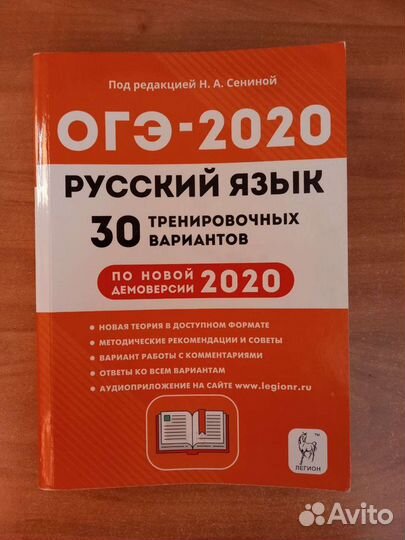 Под редакцией Н. А. Сениной
ОГЭ-2020
РУССКИЙ ЯЗЫК
30 ТРЕНИРОВОЧНЫХ
ВАРИАНТОВ
ПО НОВОЙ
ДЕМОВЕРСИИ 2020
• НОВАЯ ТЕОРИЯ В ДОСТУПНОМ ФОРМАТЕ
• МЕТОДИЧЕСКИЕ РЕКОМЕНДАЦИИ И СОВЕТЫ
• ВАРИАНТ РАБОТЫ С КОММЕНТАРИЯМИ
• ОТВЕТЫ КО ВСЕМ ВАРИАНТАМ
• АУДИОПРИЛОЖЕНИЕ НА САЙТЕ www.legionr.ru
™
ЛЕГИОН
Avito